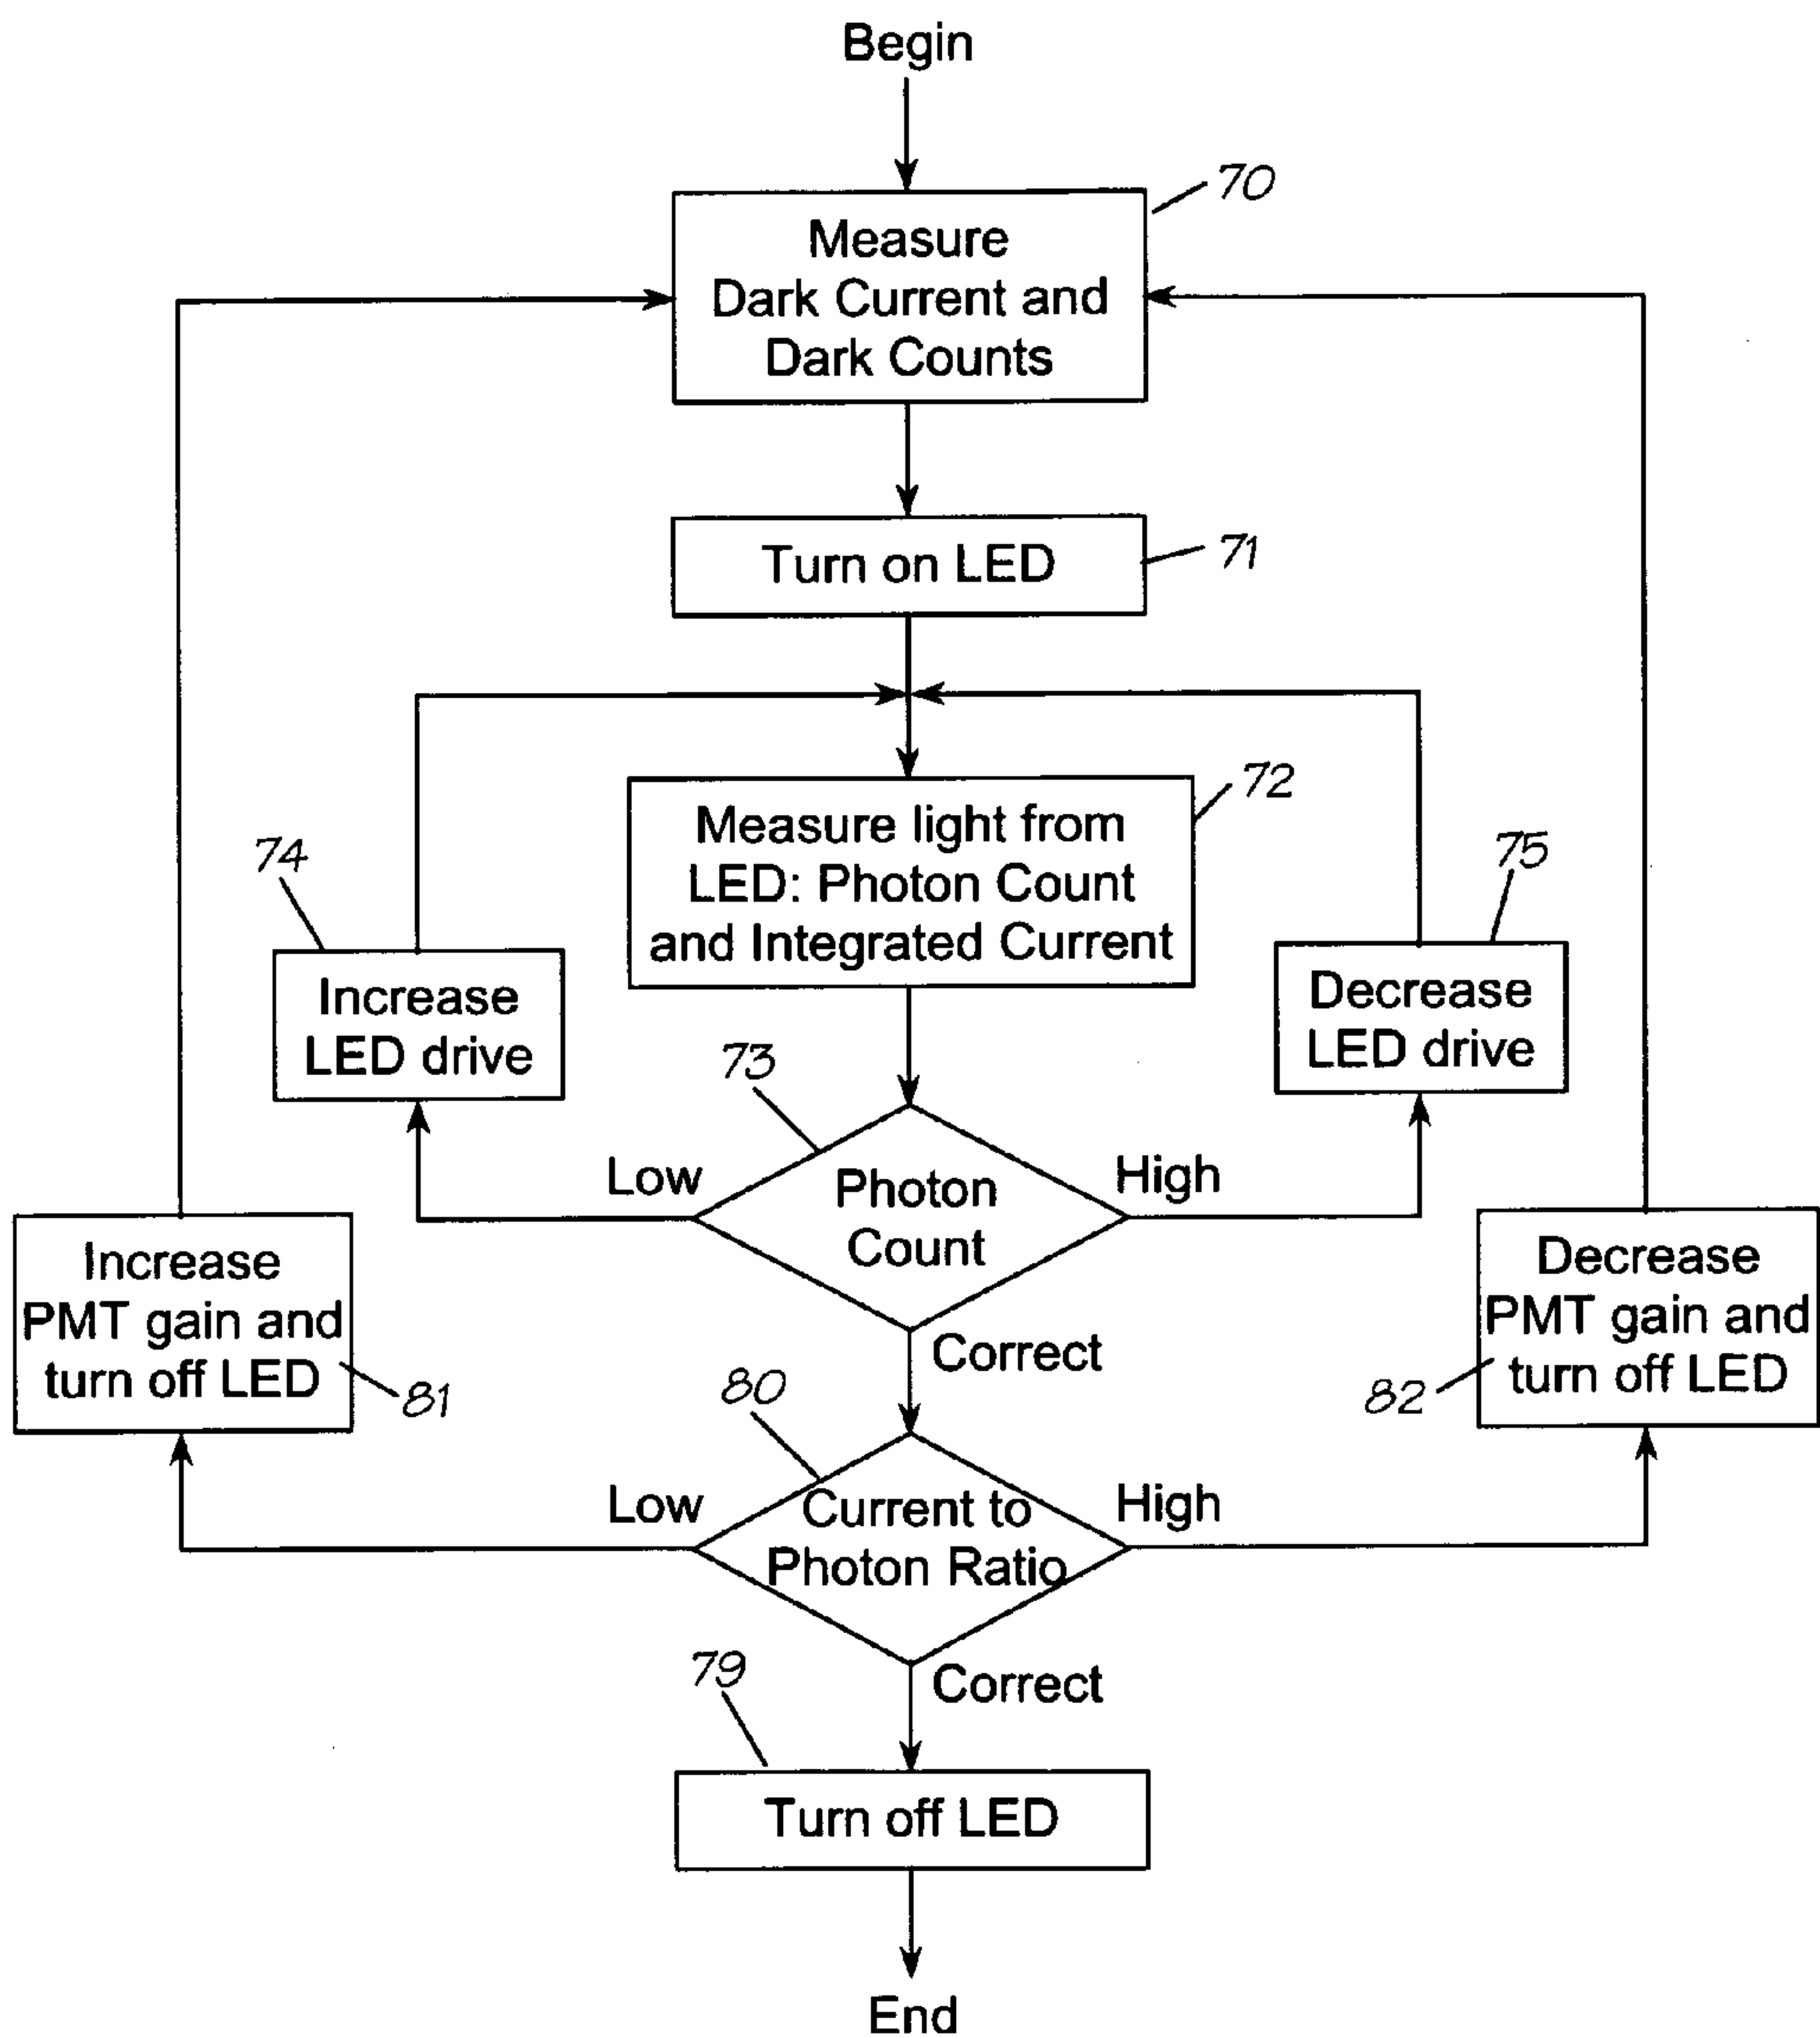 Begin
70
Measure
Dark Current and
Dark Counts
71
Turn on LED
72
Measure light from
LED: Photon Count
and Integrated Current
74
Increase
LED drive
75
Decrease
LED drive
73
Low
Photon
Count
High
Correct
Increase
PMT gain and
turn off LED
81
Decrease
PMT gain and
turn off LED
82
80
Low
Current to
Photon Ratio
High
Correct
79
Turn off LED
End